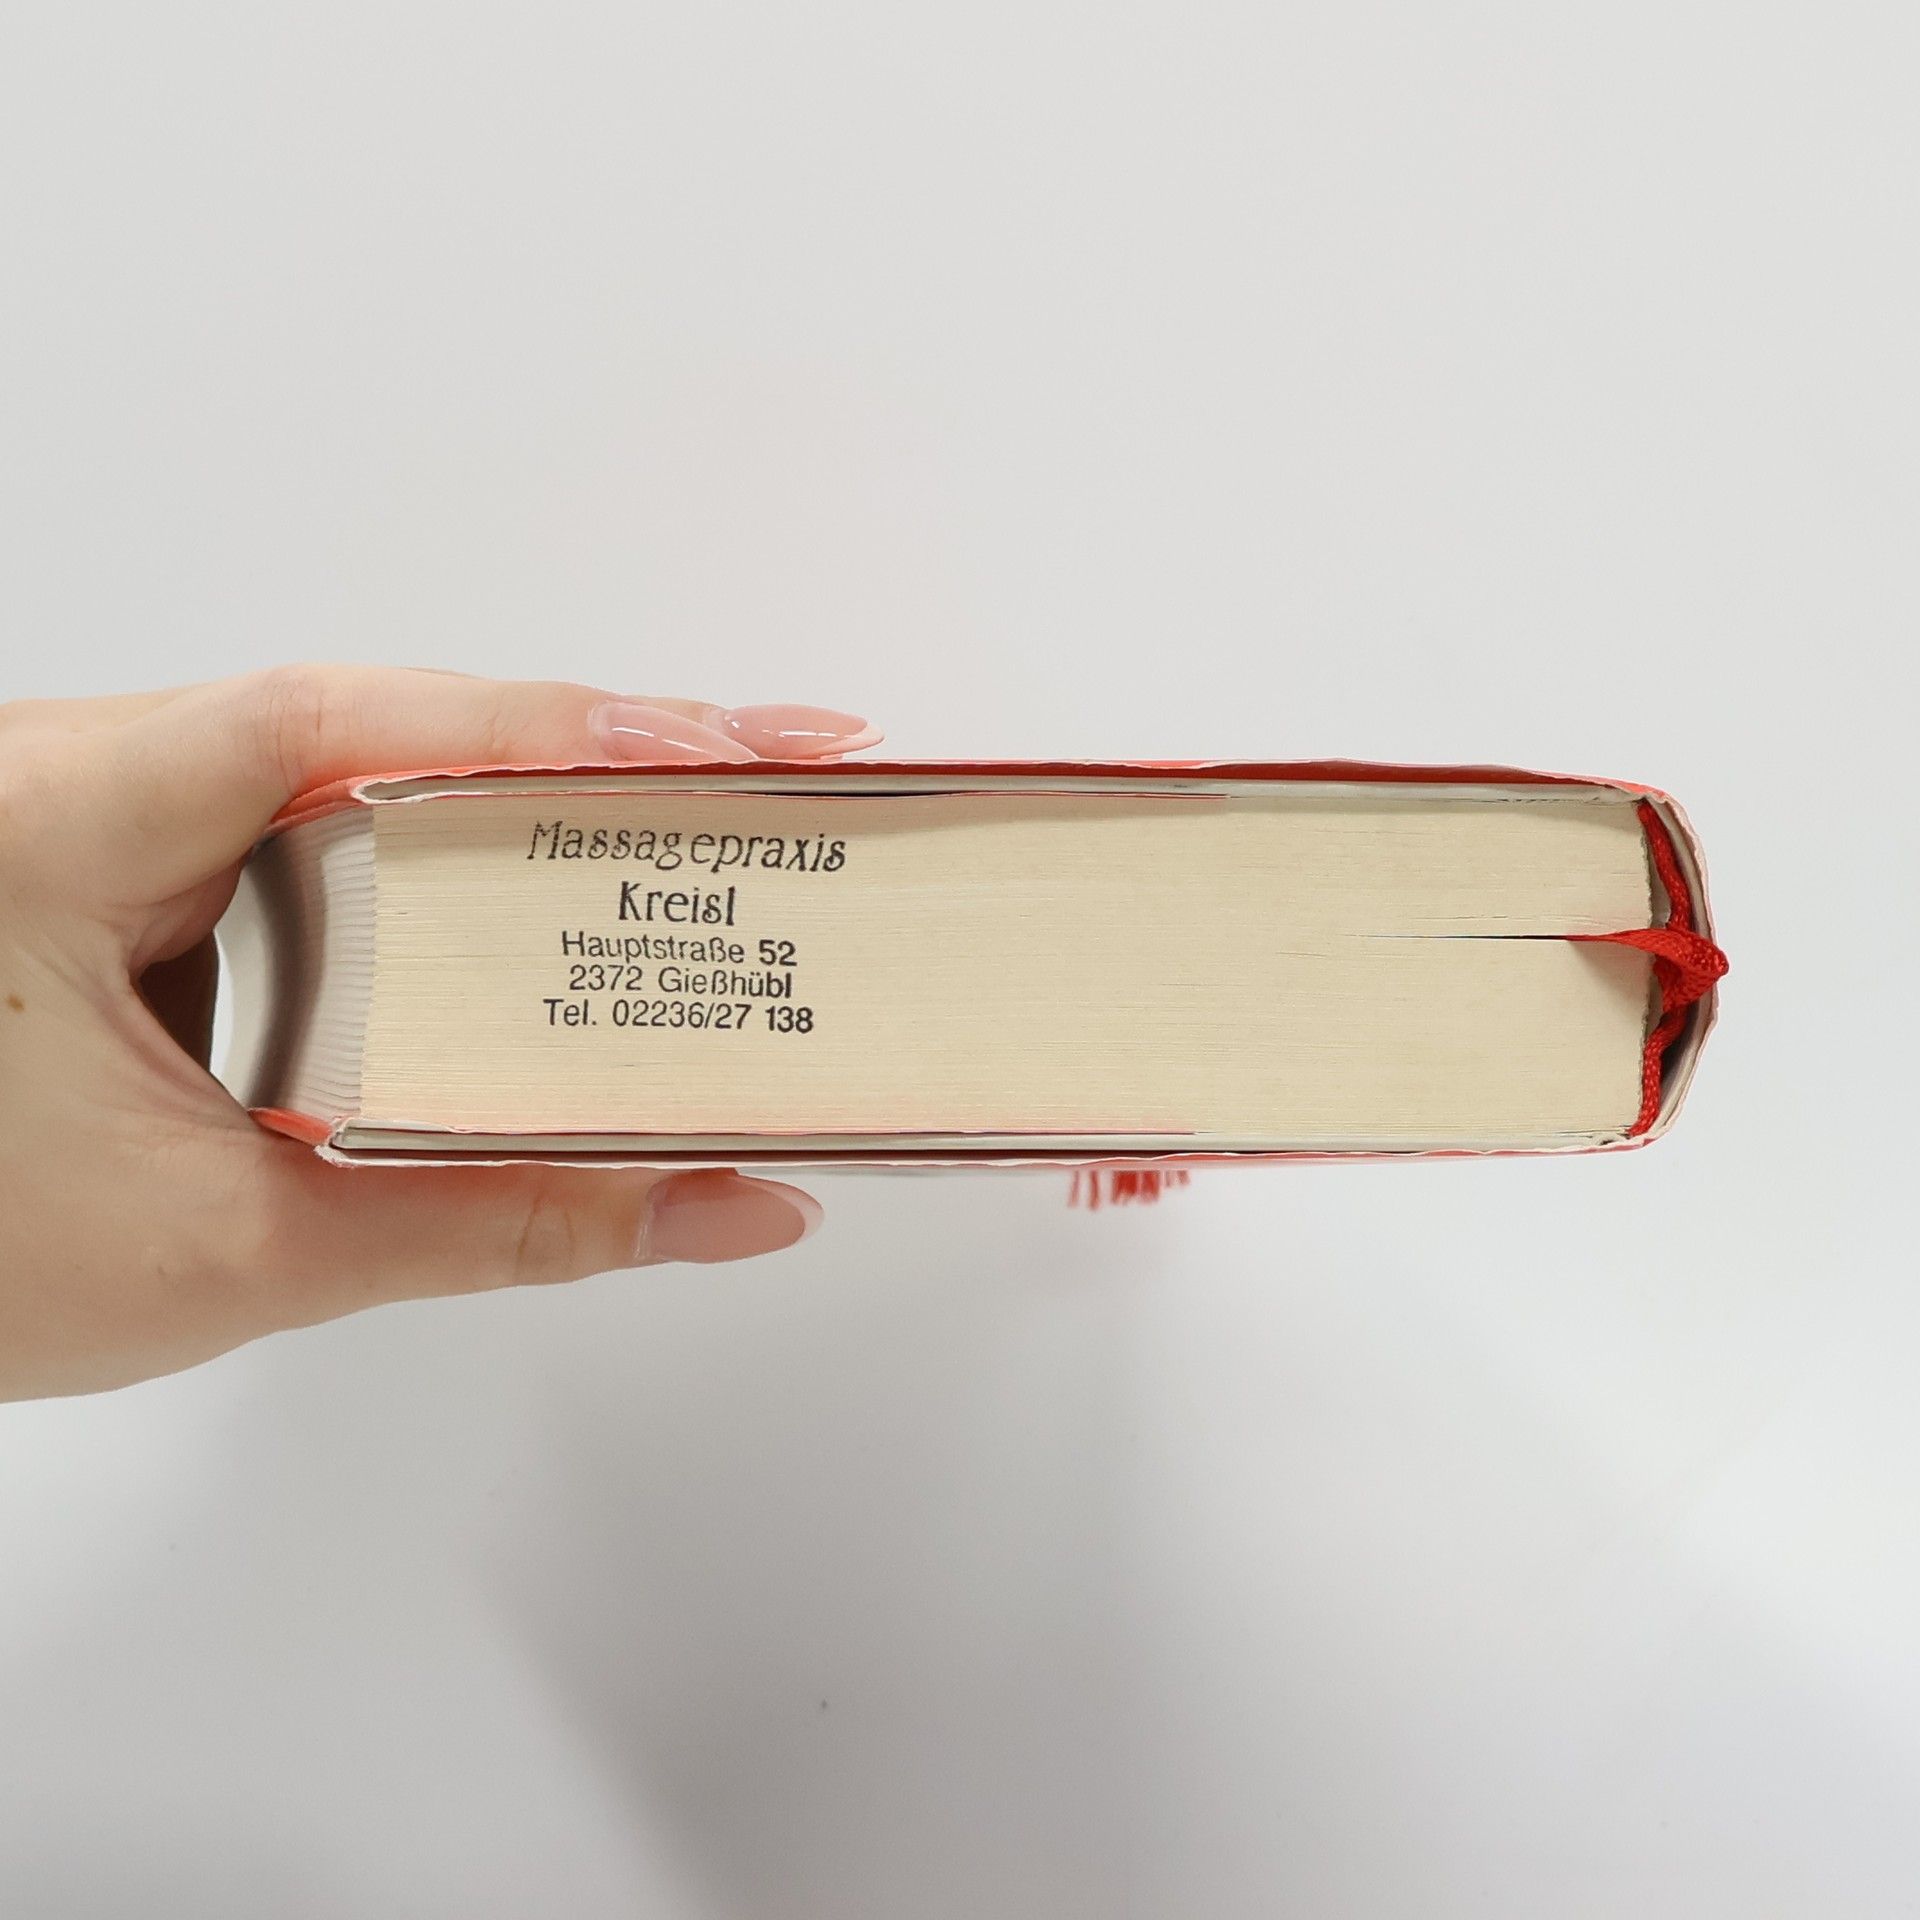 Massagepraxis
Kreisl
Hauptstraße 52
2372 Gießhübl
Tel. 02236/27 138